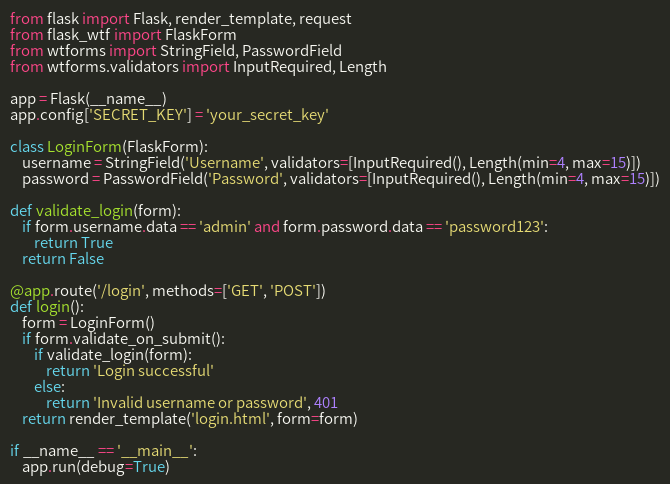 from flask import Flask, render_template, request
from flask_wtf import FlaskForm
from wtforms import StringField, PasswordField
from wtforms.validators import InputRequired, Length

app = Flask(__name__)
app.config['SECRET_KEY'] = 'your_secret_key'

class LoginForm(FlaskForm):
    username = StringField('Username', validators=[InputRequired(), Length(min=4, max=15)])
    password = PasswordField('Password', validators=[InputRequired(), Length(min=4, max=15)])

def validate_login(form):
    if form.username.data == 'admin' and form.password.data == 'password123':
        return True
    return False

@app.route('/login', methods=['GET', 'POST'])
def login():
    form = LoginForm()
    if form.validate_on_submit():
        if validate_login(form):
            return 'Login successful'
        else:
            return 'Invalid username or password', 401
    return render_template('login.html', form=form)

if __name__ == '__main__':
    app.run(debug=True)